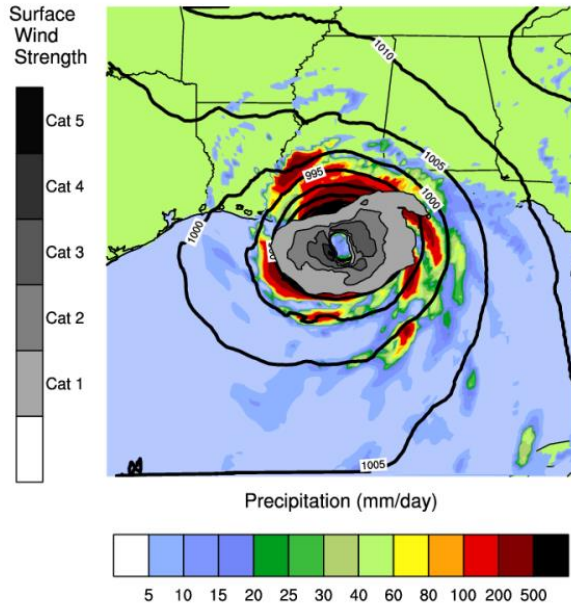 Surface
Wind
Strength
Cat 5
Cat 4
Cat 3
Cat 2
Cat 1
1010
1005
995
1000
1000
1005
Precipitation (mm/day)
5 10 15 20 25 30 40 60 80 100 200 500